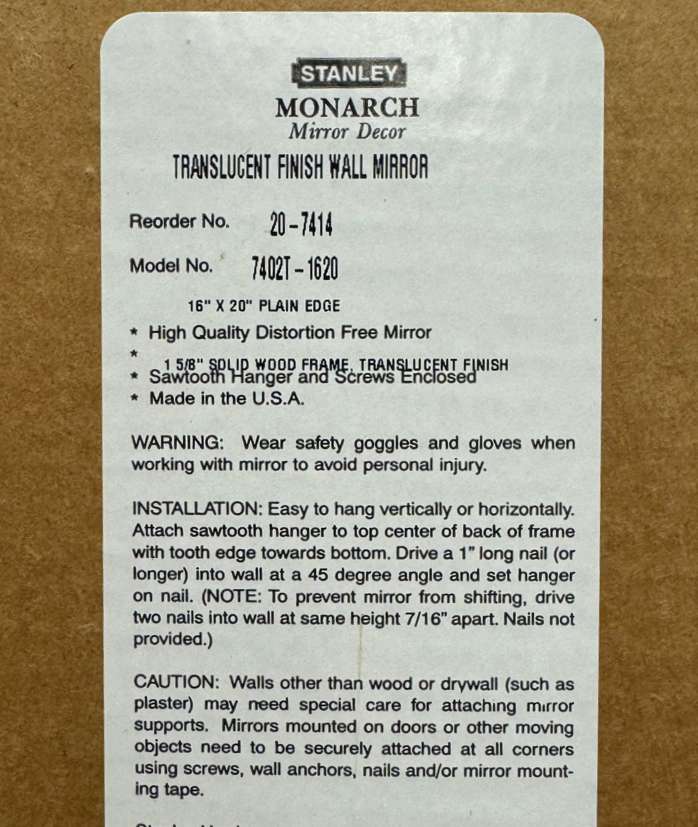 STANLEY
MONARCH
Mirror Decor
TRANSLUCENT FINISH WALL MIRROR
Reorder No. 20-7414
Model No. 7402T-1620
16" X 20" PLAIN EDGE
* High Quality Distortion Free Mirror
*
1 5/8" SOLID WOOD FRAME, TRANSLUCENT FINISH
* Sawtooth Hanger and Screws Enclosed
* Made in the U.S.A.
WARNING: Wear safety goggles and gloves when
working with mirror to avoid personal injury.
INSTALLATION: Easy to hang vertically or horizontally.
Attach sawtooth hanger to top center of back of frame
with tooth edge towards bottom. Drive a 1" long nail (or
longer) into wall at a 45 degree angle and set hanger
on nail. (NOTE: To prevent mirror from shifting, drive
two nails into wall at same height 7/16" apart. Nails not
provided.)
CAUTION: Walls other than wood or drywall (such as
plaster) may need special care for attaching mirror
supports. Mirrors mounted on doors or other moving
objects need to be securely attached at all corners
using screws, wall anchors, nails and/or mirror mount-
ing tape.